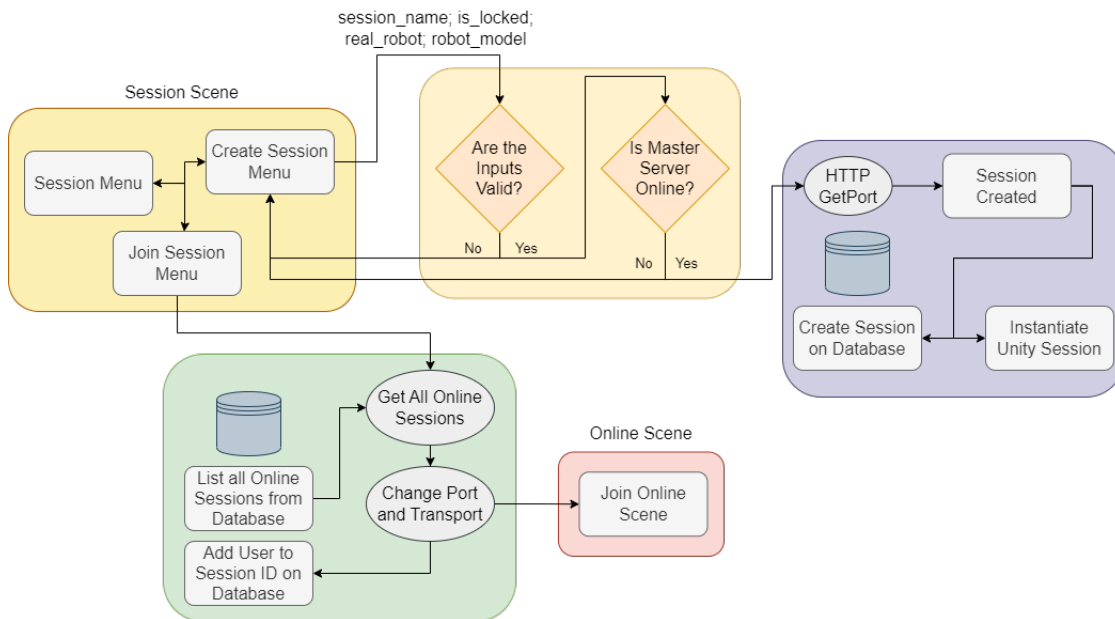 session_name; is_locked;
real_robot; robot_model
Session Scene
Session Menu
Create Session
Menu
Join Session
Menu
Are the
Inputs
Valid?
No
Yes
Is Master
Server
Online?
No
Yes
HTTP
GetPort
Session
Created
Create Session
on Database
Instantiate
Unity Session
Get All Online
Sessions
List all Online
Sessions from
Database
Change Port
and Transport
Add User to
Session ID on
Database
Online Scene
Join Online
Scene